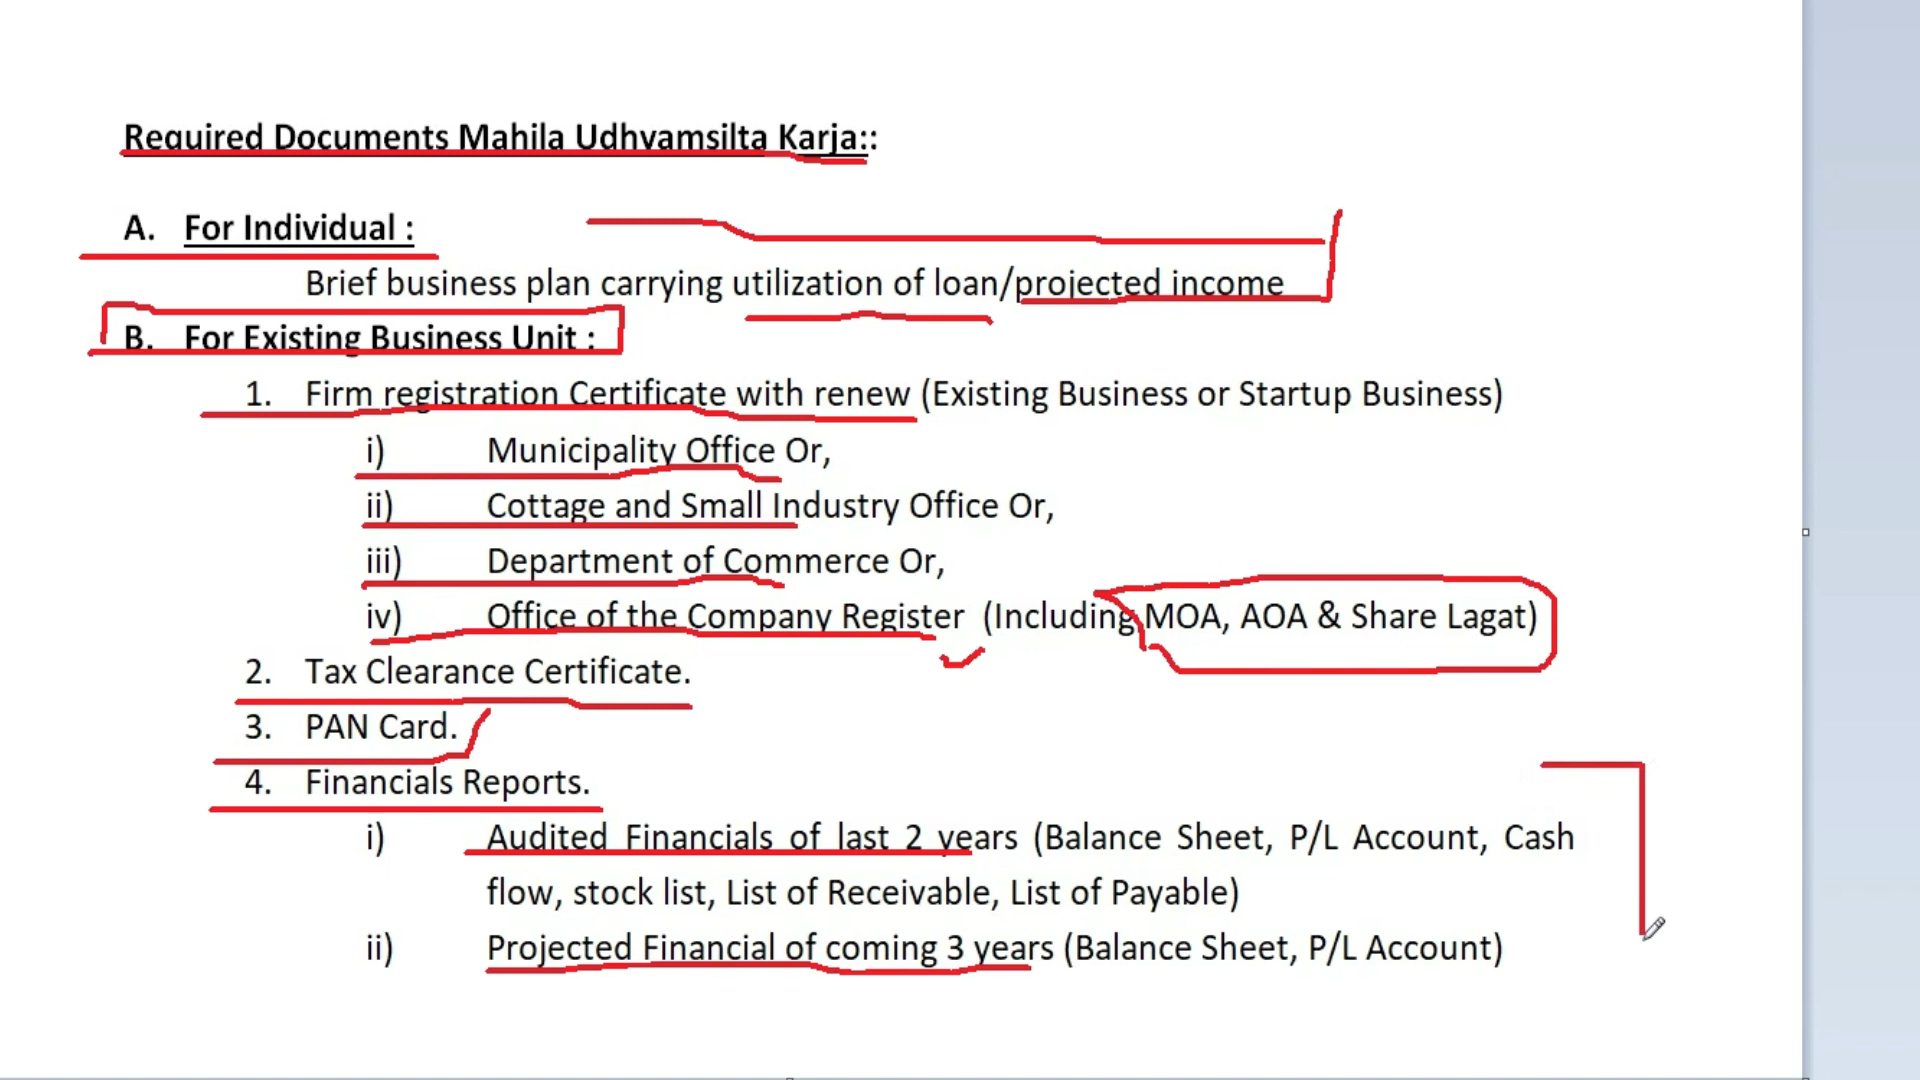 Required Documents Mahila Udhyamsilta Karja::
A. For Individual :
Brief business plan carrying utilization of loan/projected income
B. For Existing Business Unit :
1. Firm registration Certificate with renew (Existing Business or Startup Business)
i) Municipality Office Or,
ii) Cottage and Small Industry Office Or,
iii) Department of Commerce Or,
iv) Office of the Company Register (Including MOA, AOA & Share Lagat)
2. Tax Clearance Certificate.
3. PAN Card.
4. Financials Reports.
i) Audited Financials of last 2 years (Balance Sheet, P/L Account, Cash
flow, stock list, List of Receivable, List of Payable)
ii) Projected Financial of coming 3 years (Balance Sheet, P/L Account)